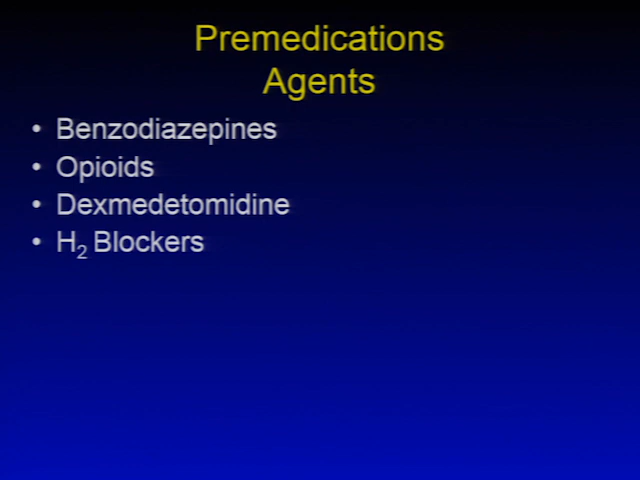 Premedications
Agents
• Benzodiazepines
• Opioids
• Dexmedetomidine
• H₂ Blockers